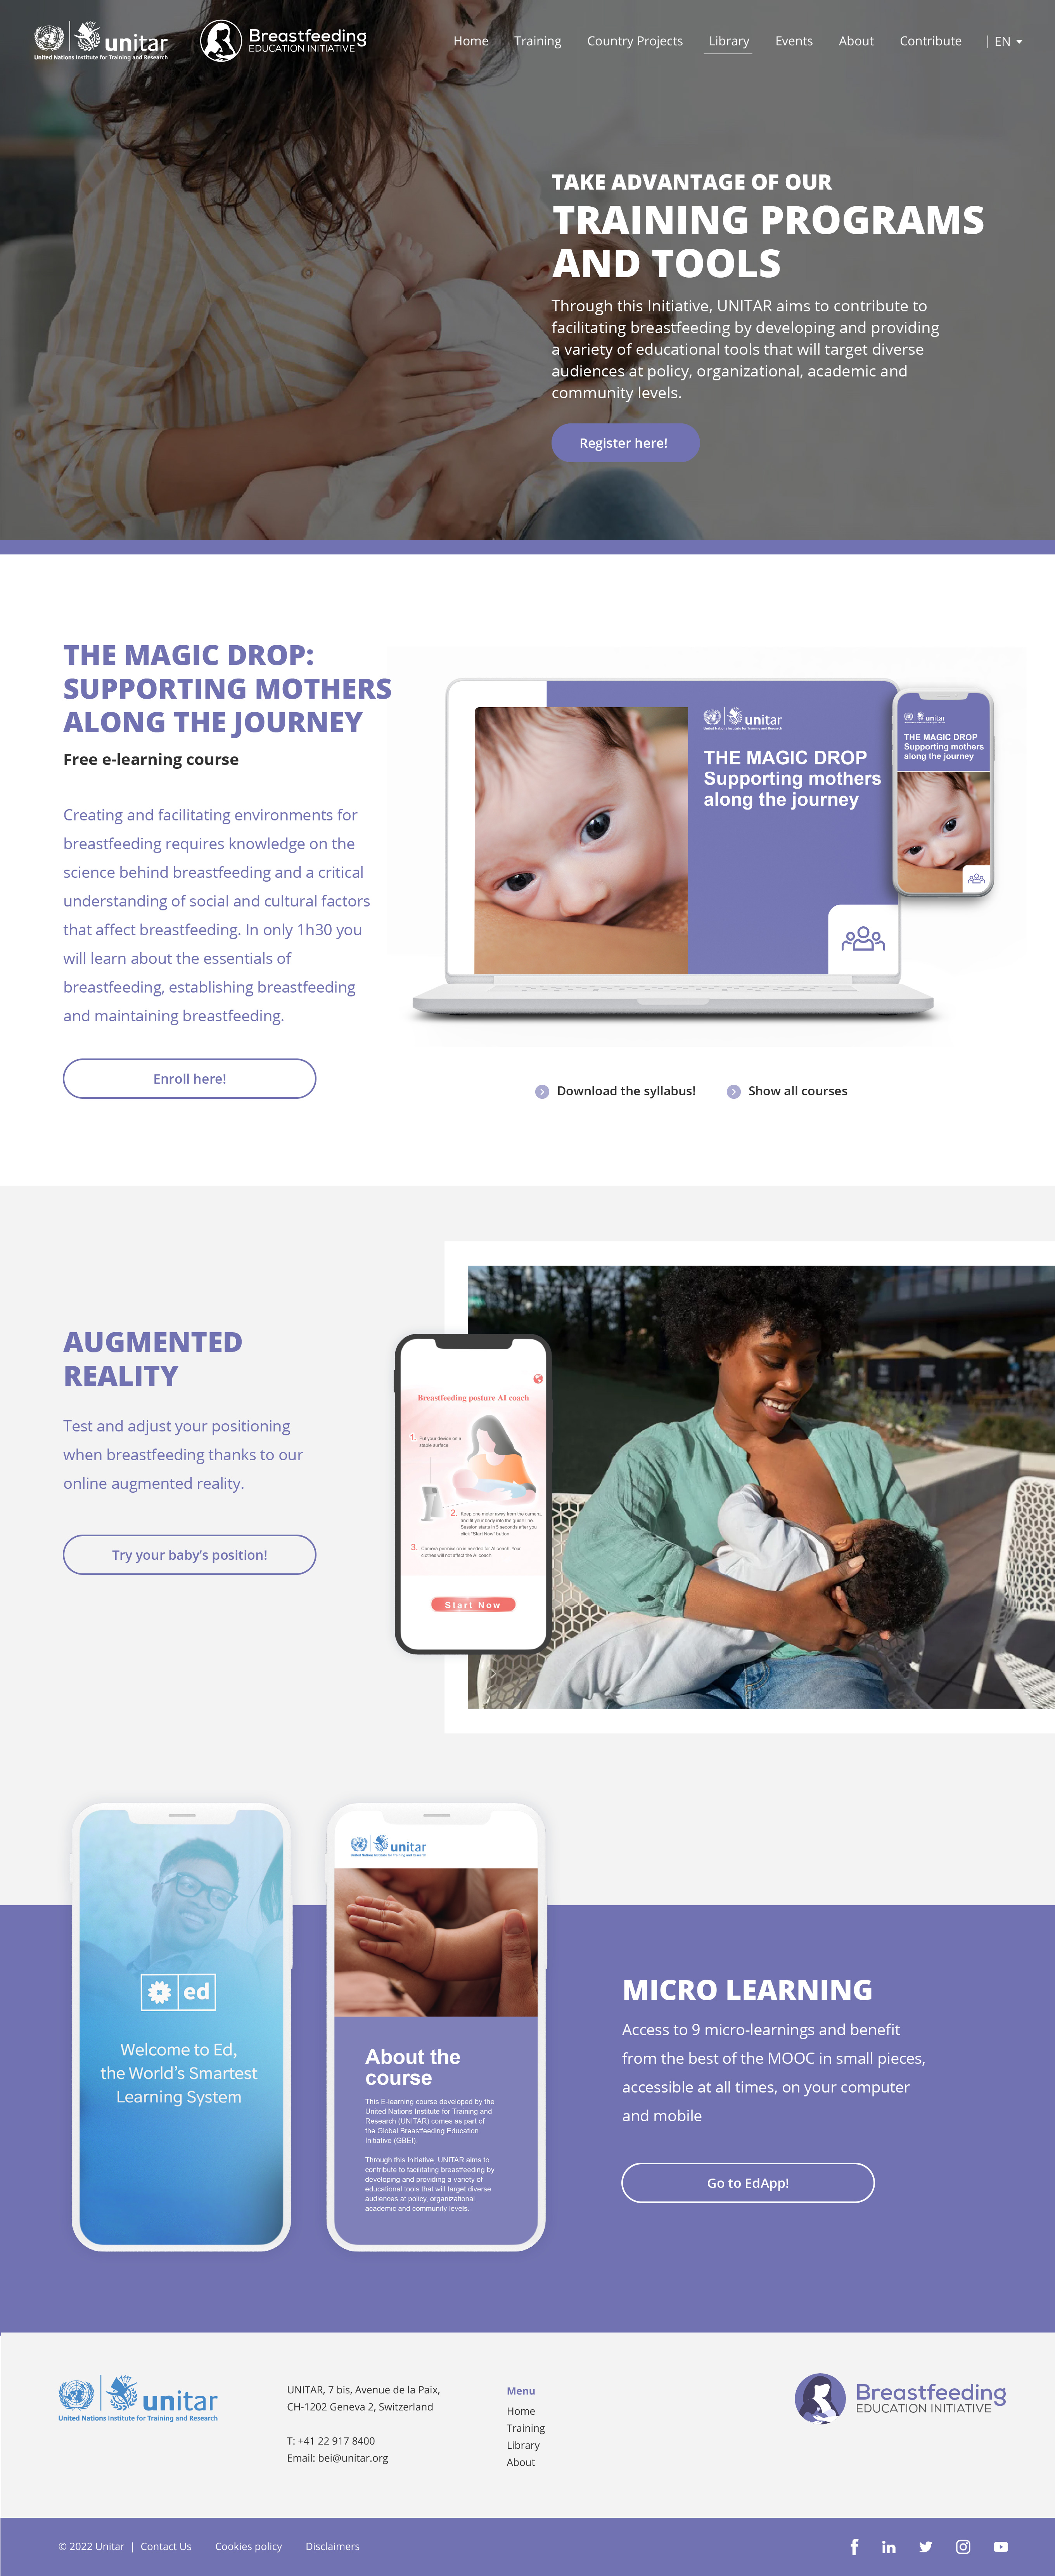 unitar
United Nations Institute for Training and Research
Breastfeeding
EDUCATION INITIATIVE
Home Training Country Projects Library Events About Contribute | EN
TAKE ADVANTAGE OF OUR
TRAINING PROGRAMS
AND TOOLS
Through this Initiative, UNITAR aims to contribute to
facilitating breastfeeding by developing and providing
a variety of educational tools that will target diverse
audiences at policy, organizational, academic and
community levels.
Register here!
THE MAGIC DROP:
SUPPORTING MOTHERS
ALONG THE JOURNEY
Free e-learning course
Creating and facilitating environments for
breastfeeding requires knowledge on the
science behind breastfeeding and a critical
understanding of social and cultural factors
that affect breastfeeding. In only 1h30 you
will learn about the essentials of
breastfeeding, establishing breastfeeding
and maintaining breastfeeding.
Enroll here!
unitar
United Nations Institute for Training and Research
THE MAGIC DROP
Supporting mothers
along the journey
unitar
THE MAGIC DROP
Supporting mothers
along the journey
Download the syllabus!
Show all courses
AUGMENTED
REALITY
Test and adjust your positioning
when breastfeeding thanks to our
online augmented reality.
Try your baby's position!
Breastfeeding posture AI coach
1. Put your device on a
stable surface
2. Keep one meter away from the camera,
and fit your body into the guide line.
Session starts in 5 seconds after you
click "Start Now" button
3. Camera permission is needed for AI coach. Your
clothes will not affect the AI coach
Start Now
ed
Welcome to Ed,
the World's Smartest
Learning System
unitar
United Nations Institute for Training and Research
About the
course
This E-learning course developed by the
United Nations Institute for Training and
Research (UNITAR) comes as part of
the Global Breastfeeding Education
Initiative (GBEI).
Through this Initiative, UNITAR aims to
contribute to facilitating breastfeeding by
developing and providing a variety of
educational tools that will target diverse
audiences at policy, organizational,
academic and community levels.
MICRO LEARNING
Access to 9 micro-learnings and benefit
from the best of the MOOC in small pieces,
accessible at all times, on your computer
and mobile
Go to EdApp!
unitar
United Nations Institute for Training and Research
UNITAR, 7 bis, Avenue de la Paix,
CH-1202 Geneva 2, Switzerland
T: +41 22 917 8400
Email: bei@unitar.org
Menu
Home
Training
Library
About
Breastfeeding
EDUCATION INITIATIVE
© 2022 Unitar | Contact Us Cookies policy Disclaimers